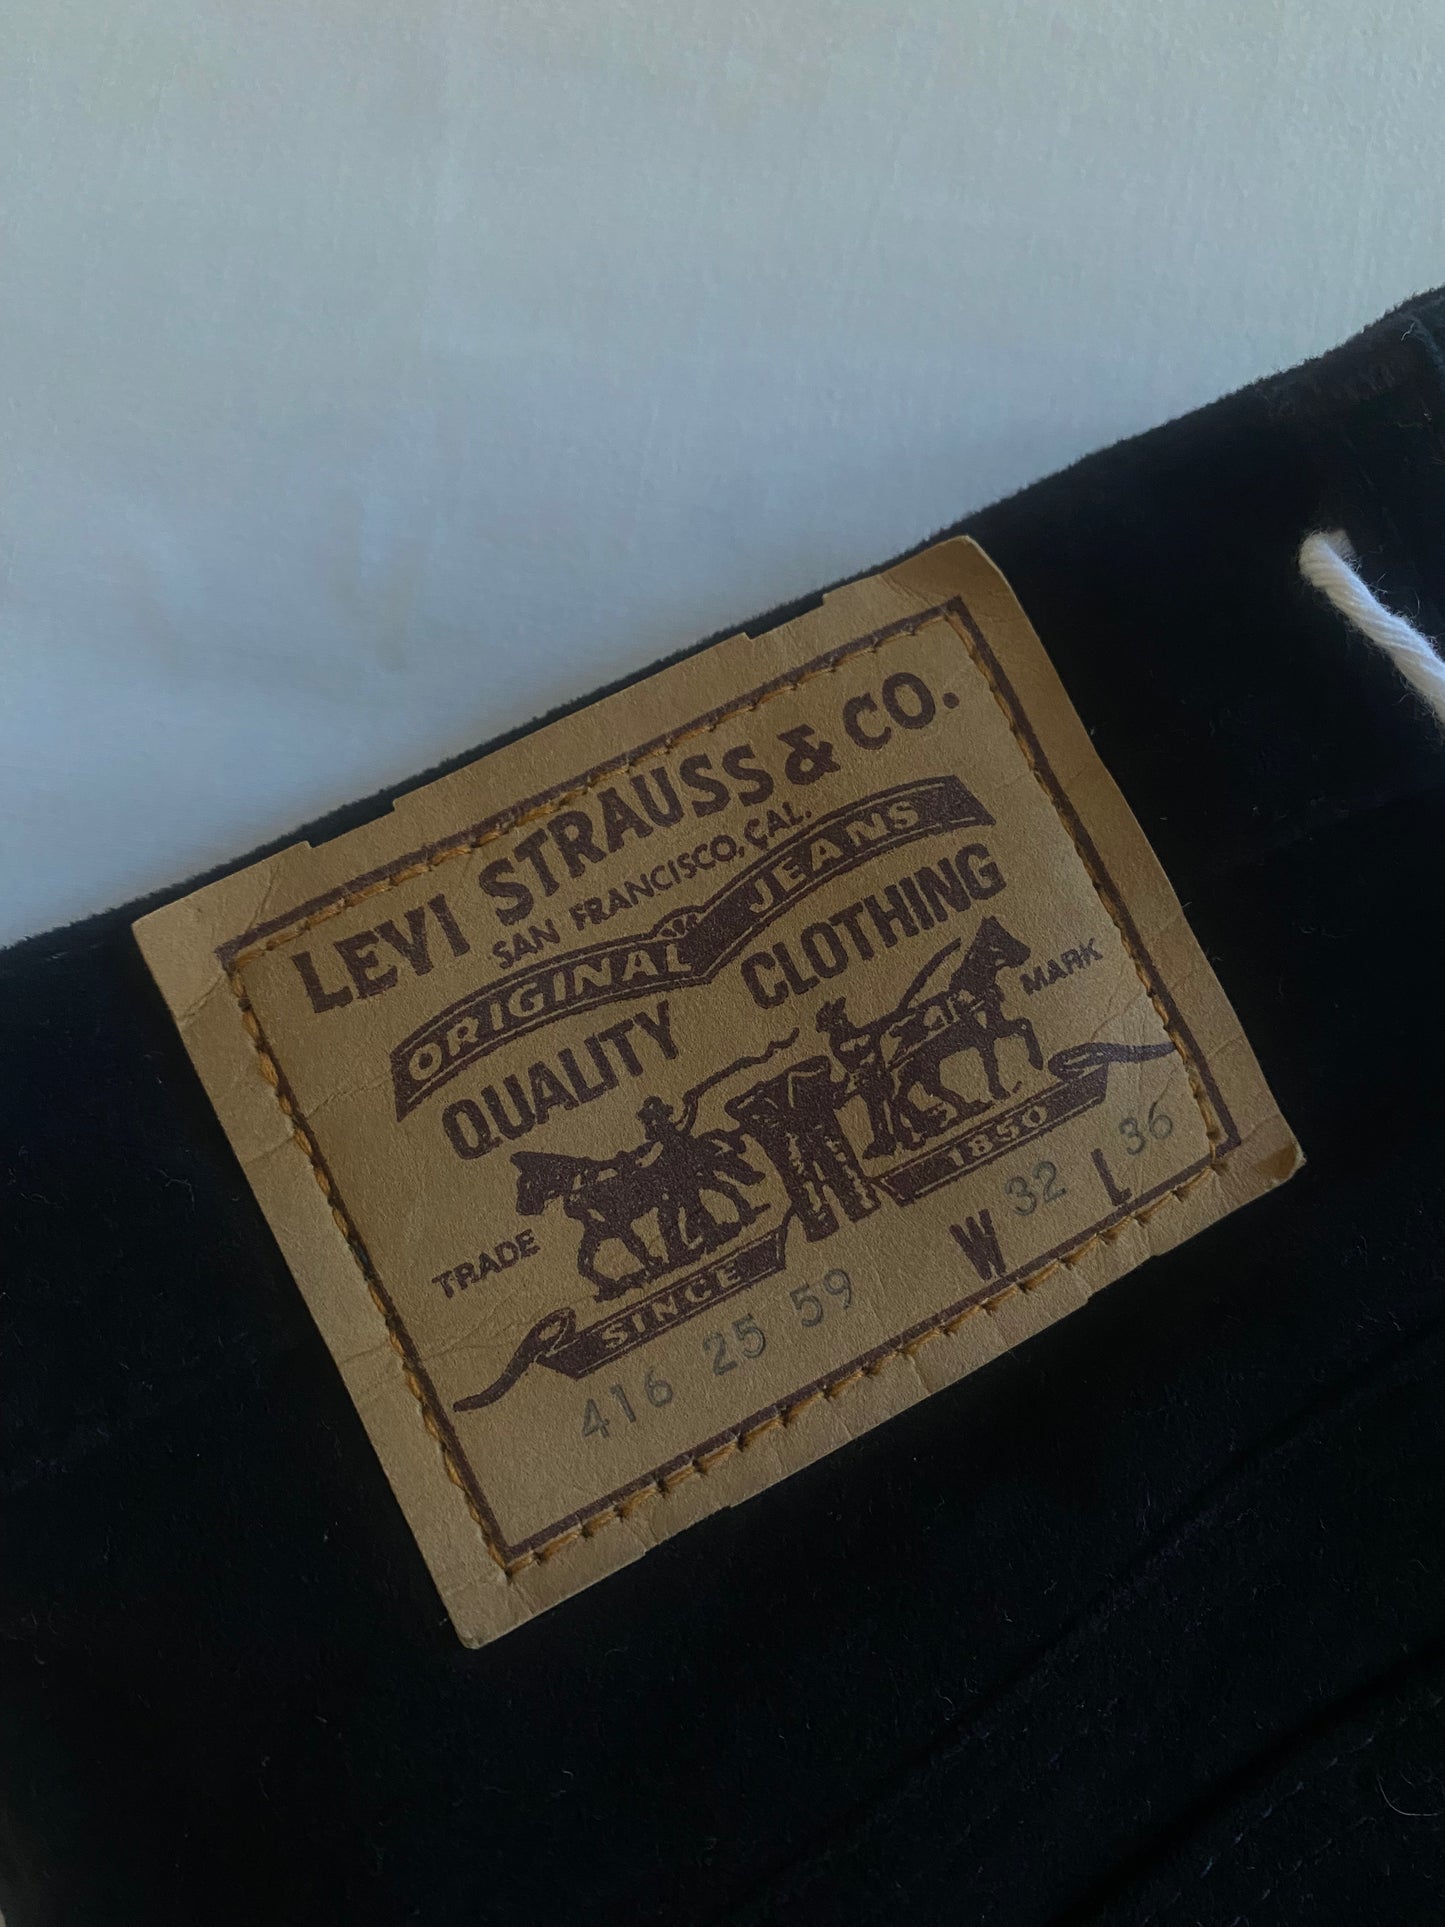 LEVI STRAUSS & CO.
SAN FRANCISCO, CAL.
ORIGINAL JEANS
QUALITY CLOTHING
TRADE MARK
SINCE 1850
416 25 59 W 32 L 36